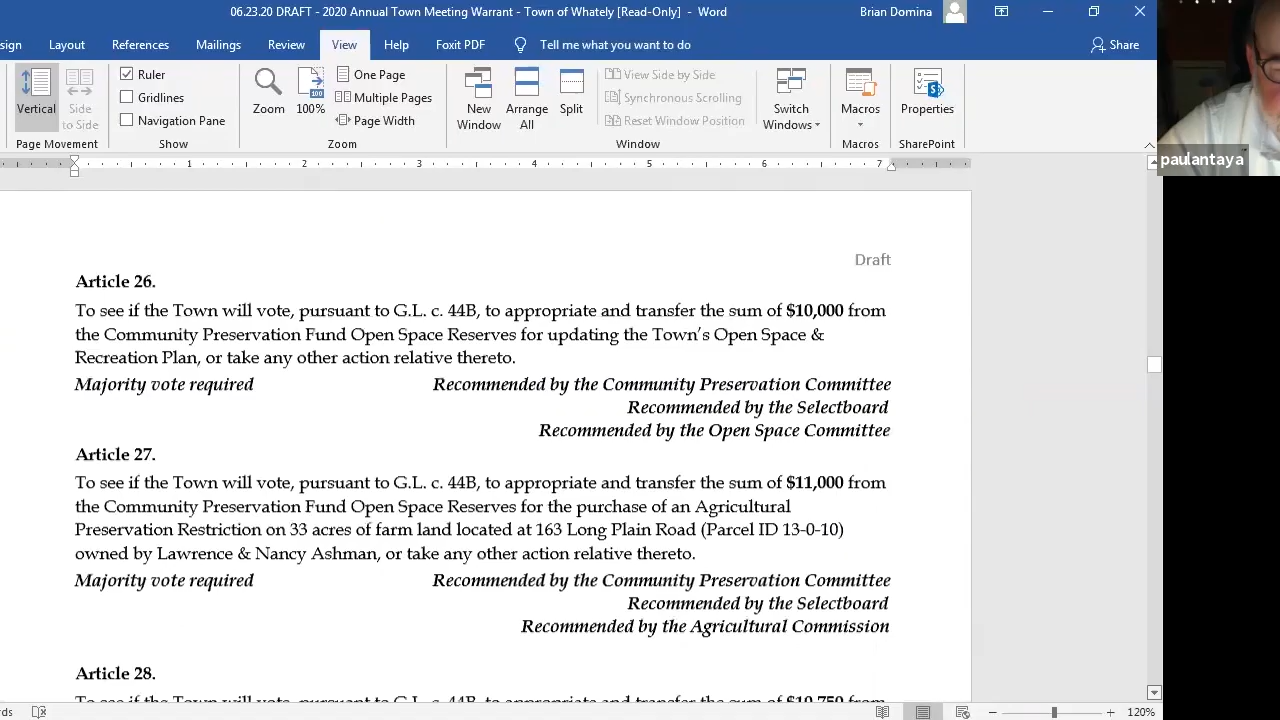 06.23.20 DRAFT - 2020 Annual Town Meeting Warrant - Town of Whately [Read-Only] - Word
Brian Domina
sign Layout References Mailings Review View Help Foxit PDF Tell me what you want to do Share
Vertical
Side to Side
Page Movement
Ruler
Gridlines
Navigation Pane
Show
Zoom
100%
One Page
Multiple Pages
Page Width
Zoom
New Window
Arrange All
Split
View Side by Side
Synchronous Scrolling
Reset Window Position
Switch Windows
Window
Macros
Macros
Properties
SharePoint
paulantaya
1 2 3 4 5 6 7
Draft
Article 26.
To see if the Town will vote, pursuant to G.L. c. 44B, to appropriate and transfer the sum of $10,000 from
the Community Preservation Fund Open Space Reserves for updating the Town's Open Space &
Recreation Plan, or take any other action relative thereto.
Majority vote required Recommended by the Community Preservation Committee
Recommended by the Selectboard
Recommended by the Open Space Committee
Article 27.
To see if the Town will vote, pursuant to G.L. c. 44B, to appropriate and transfer the sum of $11,000 from
the Community Preservation Fund Open Space Reserves for the purchase of an Agricultural
Preservation Restriction on 33 acres of farm land located at 163 Long Plain Road (Parcel ID 13-0-10)
owned by Lawrence & Nancy Ashman, or take any other action relative thereto.
Majority vote required Recommended by the Community Preservation Committee
Recommended by the Selectboard
Recommended by the Agricultural Commission
Article 28.
To see if the Town will vote, pursuant to G.L. c. 44B, to appropriate and transfer the sum of $10,750 from
120%